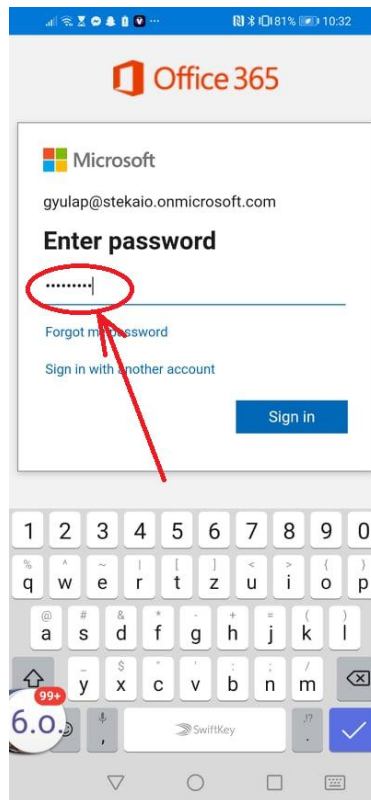 81% 10:32
Office 365
Microsoft
gyulap@stekaio.onmicrosoft.com
Enter password
•••••••••
Forgot my password
Sign in with another account
Sign in
1 2 3 4 5 6 7 8 9 0
% ^ ~ | [ ] < > { }
q w e r t z u i o p
@ # & * - + = ( )
a s d f g h j k l
_ $ " ' : ; /
y x c v b n m
99+
6.o.
, SwiftKey ,!? .